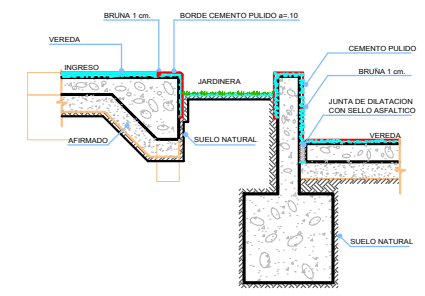 BRUÑA 1 cm.
BORDE CEMENTO PULIDO a=.10
VEREDA
CEMENTO PULIDO
INGRESO
BRUÑA 1 cm.
JARDINERA
JUNTA DE DILATACION
CON SELLO ASFALTICO
VEREDA
AFIRMADO
SUELO NATURAL
SUELO NATURAL